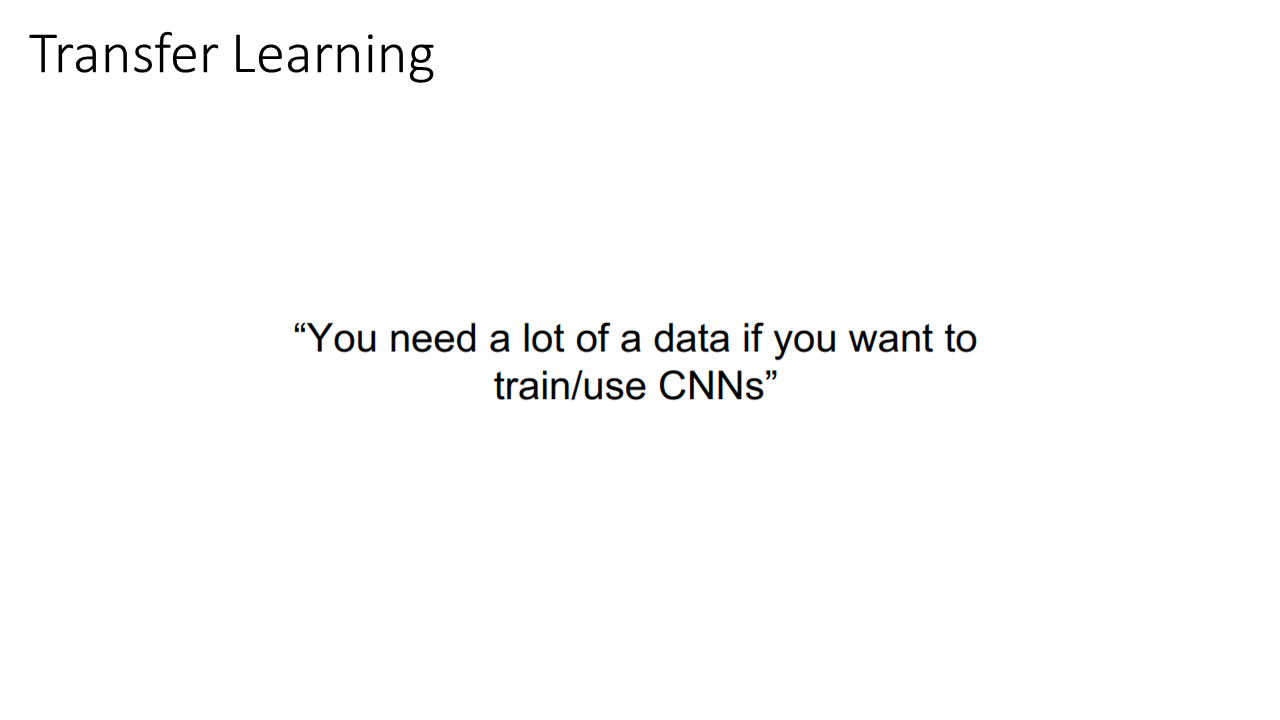 Transfer Learning
“You need a lot of a data if you want to
train/use CNNs”